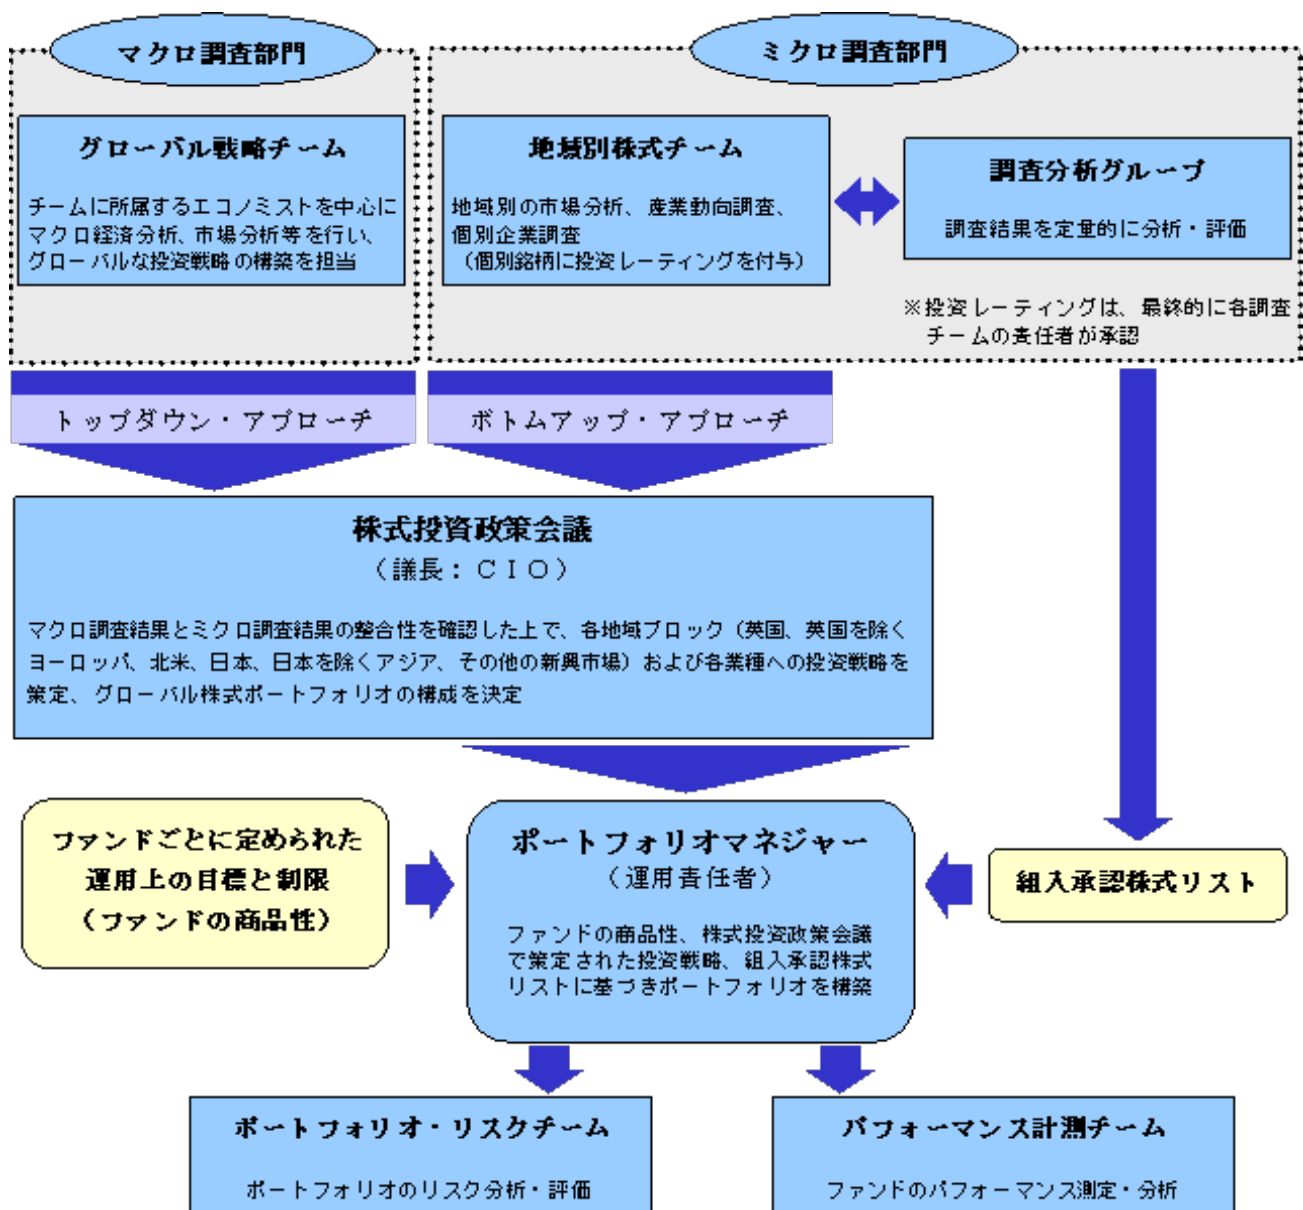 マクロ調査部門
ミクロ調査部門
グローバル戦略チーム
チームに所属するエコノミストを中心に
マクロ経済分析、市場分析等を行い、
グローバルな投資戦略の構築を担当
地域別株式チーム
地域別の市場分析、産業動向調査、
個別企業調査
（個別銘柄に投資レーティングを付与）
調査分析グループ
調査結果を定量的に分析・評価
※投資レーティングは、最終的に各調査
チームの責任者が承認
トップダウン・アプローチ
ボトムアップ・アプローチ
株式投資政策会議
（議長：ＣＩＯ）
マクロ調査結果とミクロ調査結果の整合性を確認した上で、各地域ブロック（英国、英国を除く
ヨーロッパ、北米、日本、日本を除くアジア、その他の新興市場）および各業種への投資戦略を
策定、グローバル株式ポートフォリオの構成を決定
ファンドごとに定められた
運用上の目標と制限
（ファンドの商品性）
ポートフォリオマネジャー
（運用責任者）
ファンドの商品性、株式投資政策会議
で策定された投資戦略、組入承認株式
リストに基づきポートフォリオを構築
組入承認株式リスト
ポートフォリオ・リスクチーム
ポートフォリオのリスク分析・評価
パフォーマンス計測チーム
ファンドのパフォーマンス測定・分析